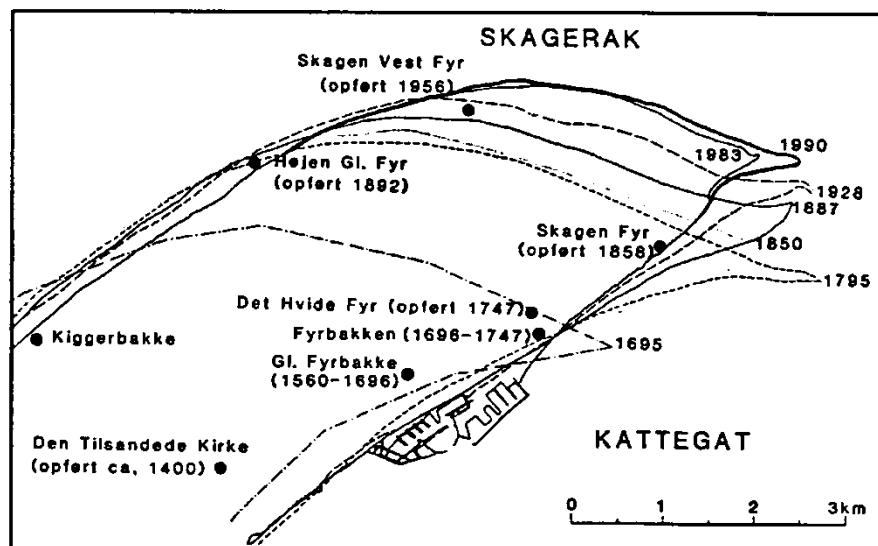 SKAGERAK
Skagen Vest Fyr
(opført 1956)
1990
1983
Højen Gl. Fyr
(opført 1892)
1928
1887
Skagen Fyr
(opført 1858)
1850
1795
Det Hvide Fyr (opført 1747)
Fyrbakken (1696-1747)
Kiggerbakke
1695
Gl. Fyrbakke
(1560-1696)
Den Tilsandede Kirke
(opført ca. 1400)
KATTEGAT
0 1 2 3km